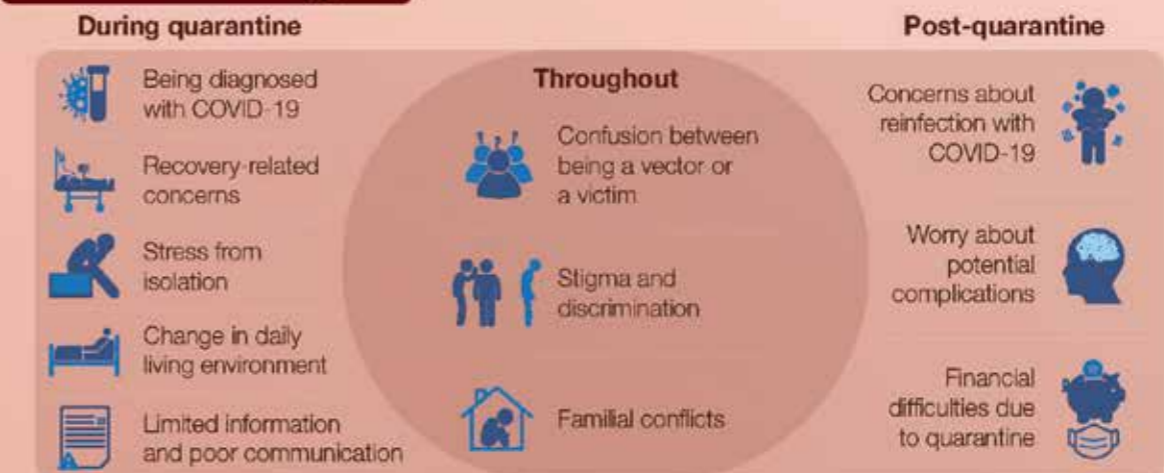 During quarantine
Being diagnosed
with COVID-19
Recovery-related
concerns
Stress from
isolation
Change in daily
living environment
Limited information
and poor communication
Throughout
Confusion between
being a vector or
a victim
Stigma and
discrimination
Familial conflicts
Post-quarantine
Concerns about
reinfection with
COVID-19
Worry about
potential
complications
Financial
difficulties due
to quarantine